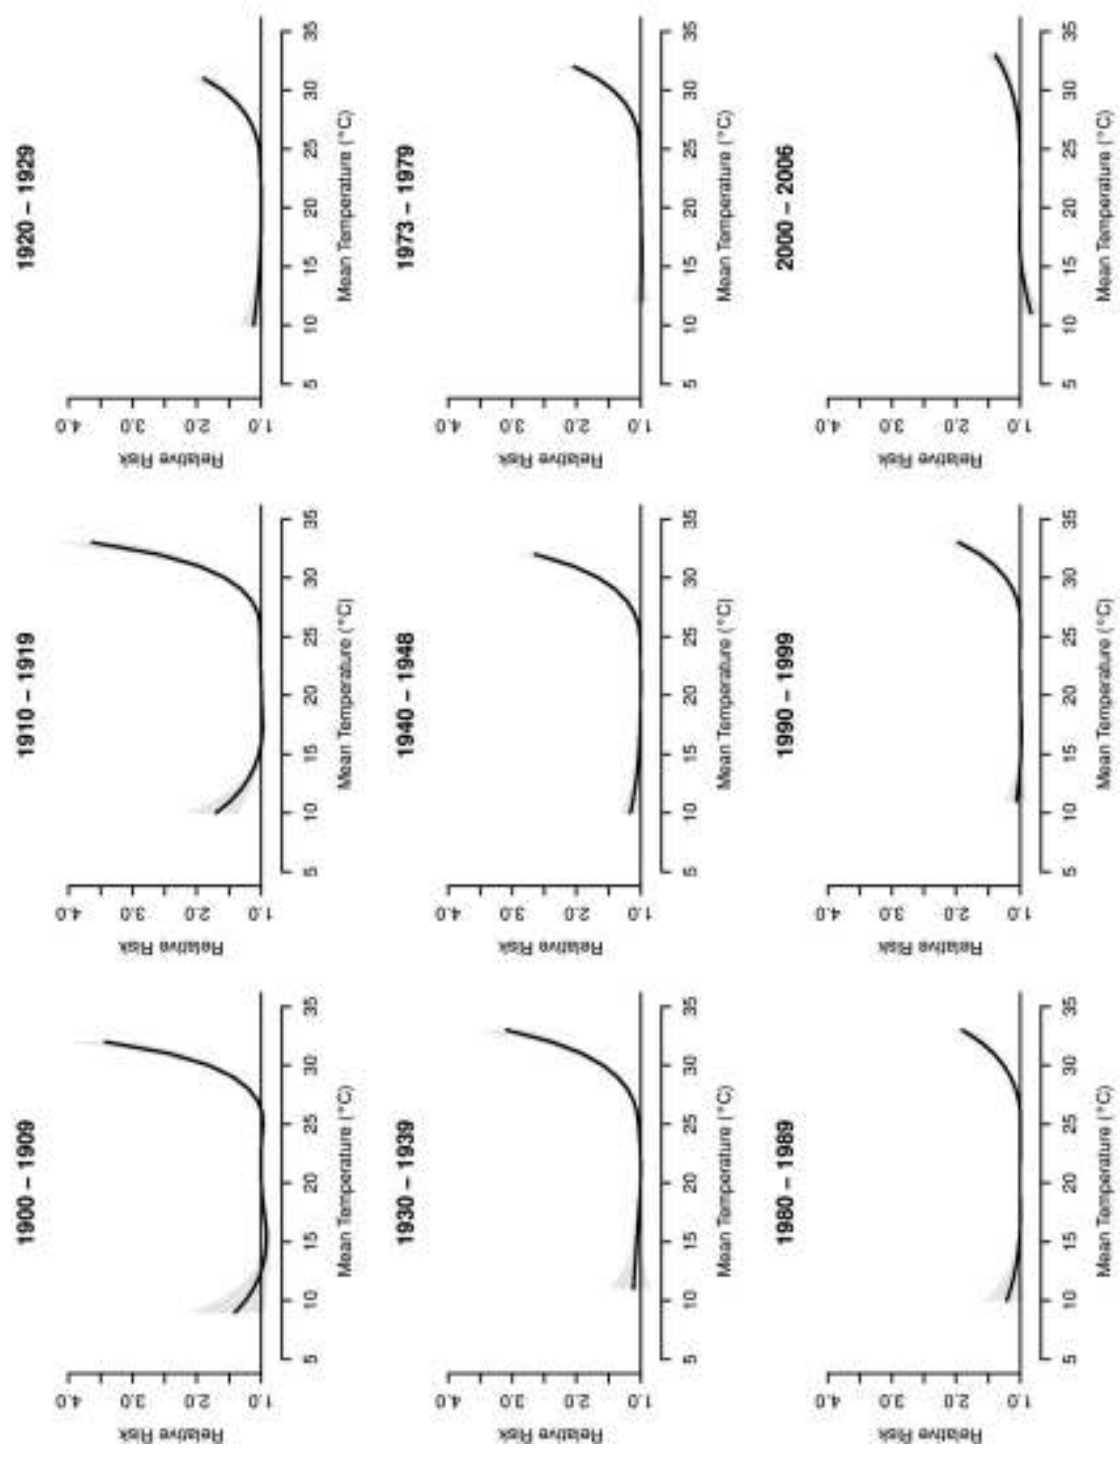 1900 – 1909
Relative Risk
4.0
3.0
2.0
1.0
5 10 15 20 25 30 35
Mean Temperature (°C)
1910 – 1919
Relative Risk
4.0
3.0
2.0
1.0
5 10 15 20 25 30 35
Mean Temperature (°C)
1920 – 1929
Relative Risk
4.0
3.0
2.0
1.0
5 10 15 20 25 30 35
Mean Temperature (°C)
1930 – 1939
Relative Risk
4.0
3.0
2.0
1.0
5 10 15 20 25 30 35
Mean Temperature (°C)
1940 – 1948
Relative Risk
4.0
3.0
2.0
1.0
5 10 15 20 25 30 35
Mean Temperature (°C)
1973 – 1979
Relative Risk
4.0
3.0
2.0
1.0
5 10 15 20 25 30 35
Mean Temperature (°C)
1980 – 1989
Relative Risk
4.0
3.0
2.0
1.0
5 10 15 20 25 30 35
Mean Temperature (°C)
1990 – 1999
Relative Risk
4.0
3.0
2.0
1.0
5 10 15 20 25 30 35
Mean Temperature (°C)
2000 – 2006
Relative Risk
4.0
3.0
2.0
1.0
5 10 15 20 25 30 35
Mean Temperature (°C)